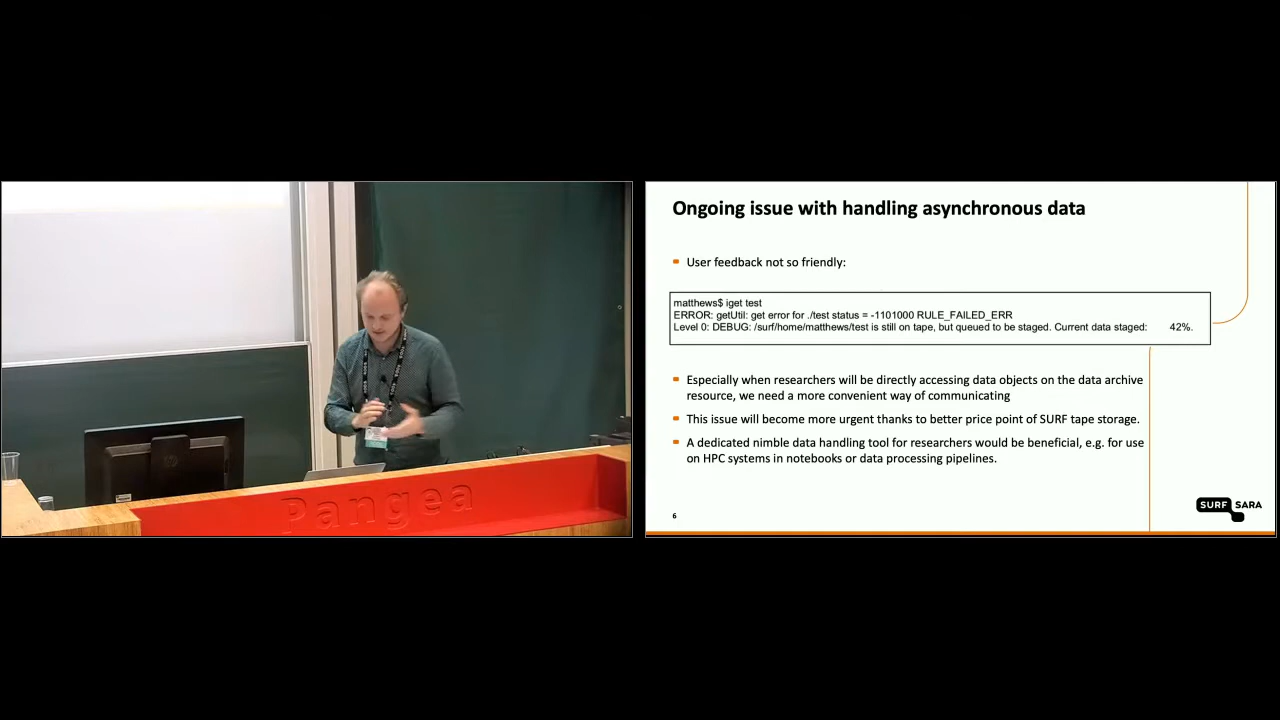 Pangea
Ongoing issue with handling asynchronous data
User feedback not so friendly:
matthews$ iget test
ERROR: getUtil: get error for ./test status = -1101000 RULE_FAILED_ERR
Level 0: DEBUG: /surf/home/matthews/test is still on tape, but queued to be staged. Current data staged: 42%.
Especially when researchers will be directly accessing data objects on the data archive
resource, we need a more convenient way of communicating
This issue will become more urgent thanks to better price point of SURF tape storage.
A dedicated nimble data handling tool for researchers would be beneficial, e.g. for use
on HPC systems in notebooks or data processing pipelines.
6
SURF SARA